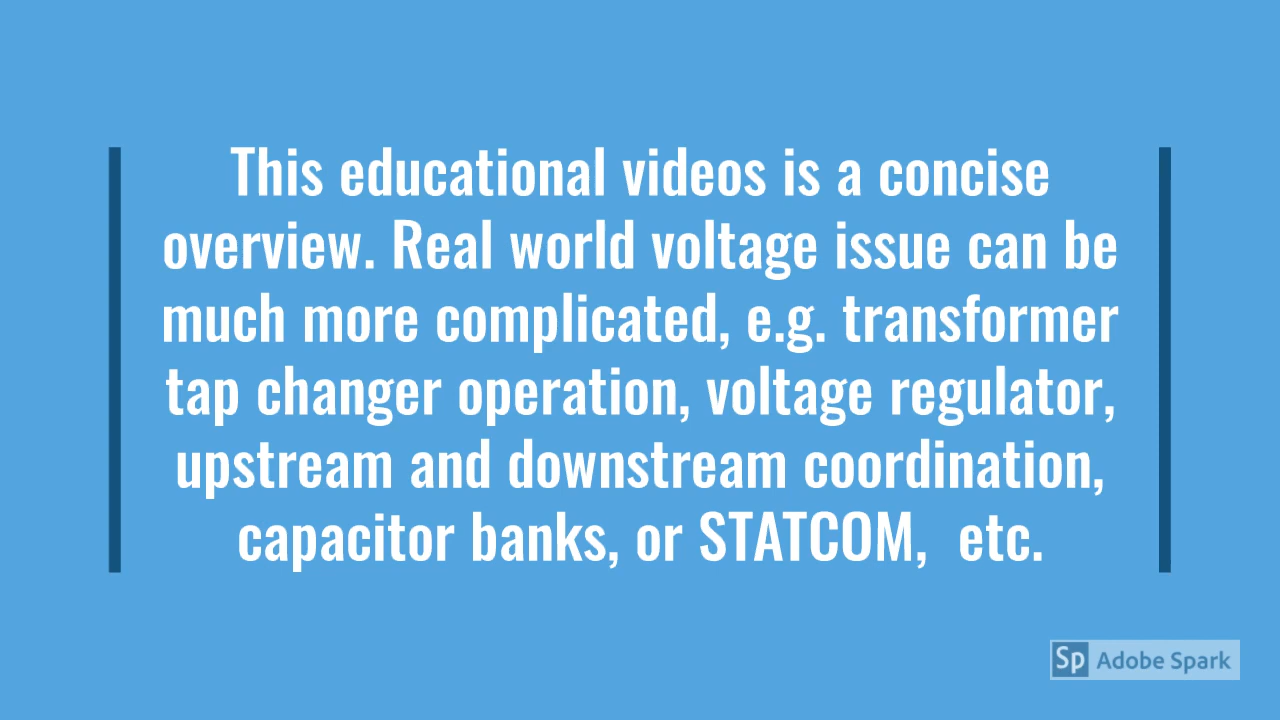 This educational videos is a concise
overview. Real world voltage issue can be
much more complicated, e.g. transformer
tap changer operation, voltage regulator,
upstream and downstream coordination,
capacitor banks, or STATCOM,  etc.
Sp Adobe Spark